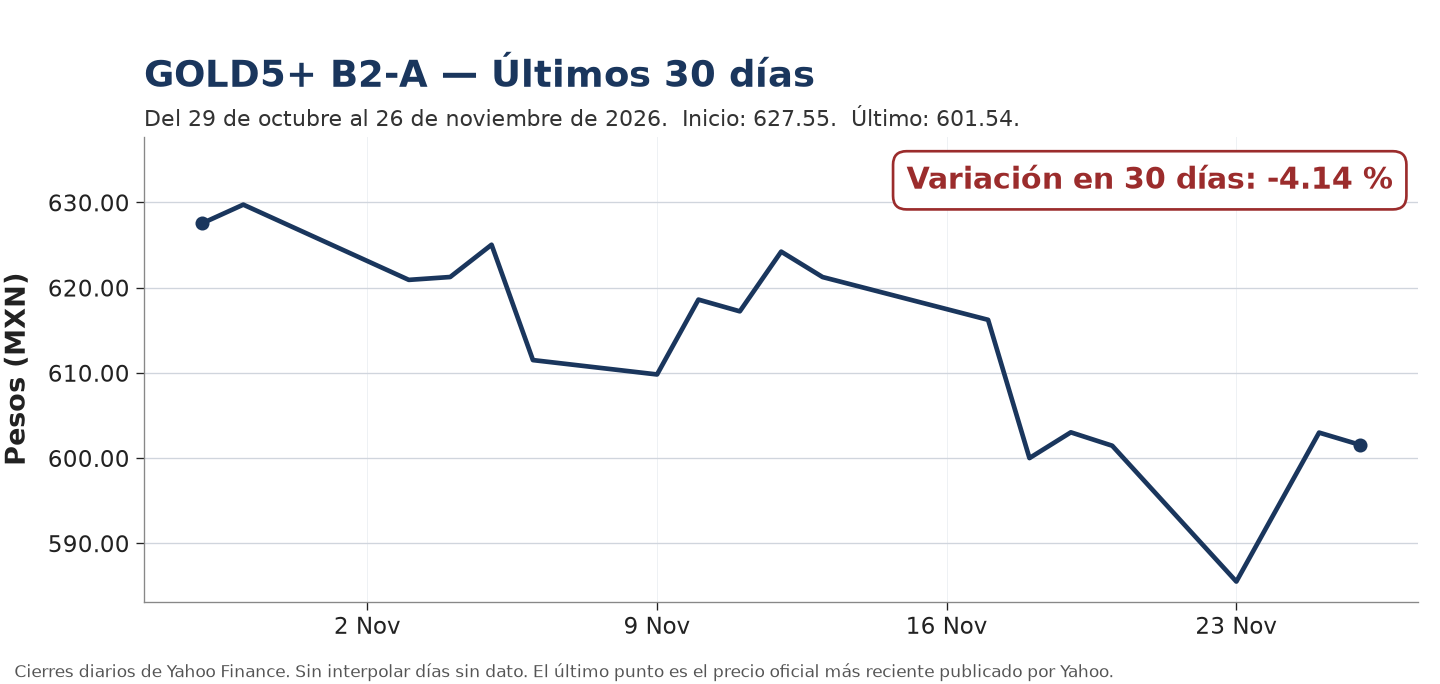 GOLD5+ B2-A — Últimos 30 días
Del 29 de octubre al 26 de noviembre de 2026.  Inicio: 627.55.  Último: 601.54.
Variación en 30 días: -4.14 %
Pesos (MXN)
630.00
620.00
610.00
600.00
590.00
2 Nov
9 Nov
16 Nov
23 Nov
Cierres diarios de Yahoo Finance. Sin interpolar días sin dato. El último punto es el precio oficial más reciente publicado por Yahoo.